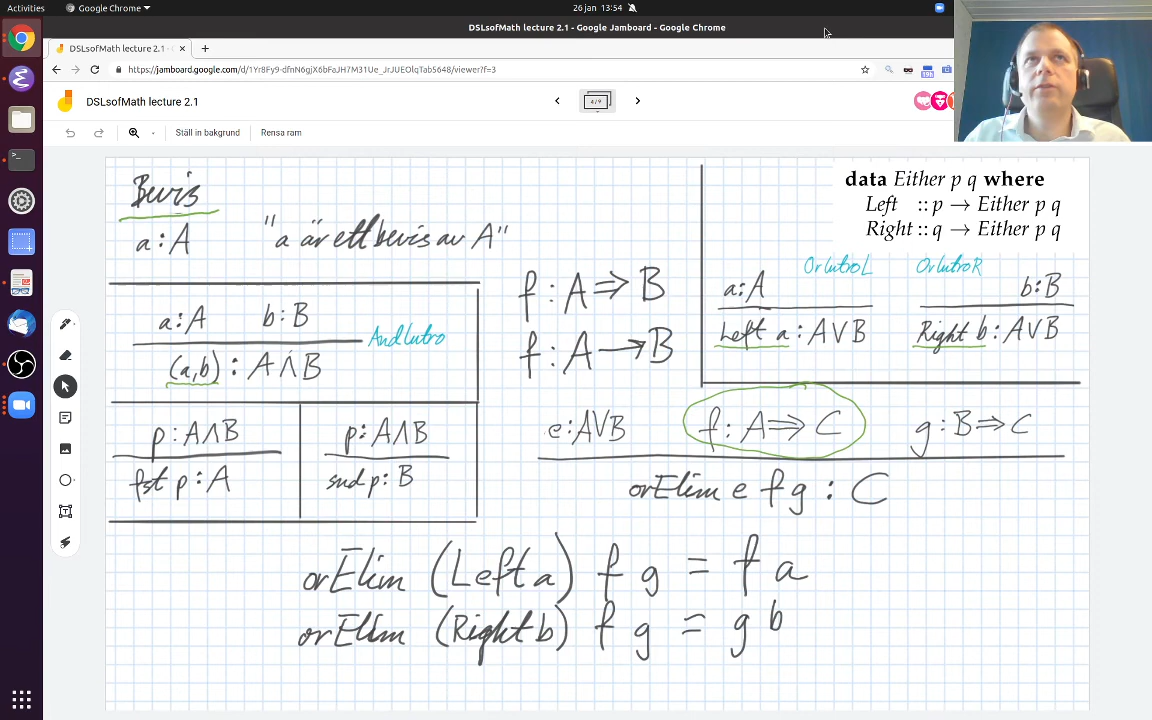 Activities
Google Chrome
26 jan 13:54
DSLsofMath lecture 2.1 - Google Jamboard - Google Chrome
DSLsofMath lecture 2.1 -
https://jamboard.google.com/d/1Yr8Fy9-dfnN6gjX6bFaJH7M31Ue_JrJUEOlqTab5648/viewer?f=3
196
DSLsofMath lecture 2.1
4/9
Ställ in bakgrund
Rensa ram
Bevis
a : A
"a är ett bevis av A"
a : A b : B
AndIntro
(a,b) : A ∧ B
p : A∧B
fst p : A
p : A∧B
snd p : B
f : A ⇒ B
f : A → B
data Either p q where
Left :: p → Either p q
Right :: q → Either p q
OrIntroL
OrIntroR
a : A
Left a : A∨B
b : B
Right b : A∨B
e : A∨B f : A ⇒ C g : B ⇒ C
orElim e f g : C
orElim (Left a) f g = f a
orElim (Right b) f g = g b